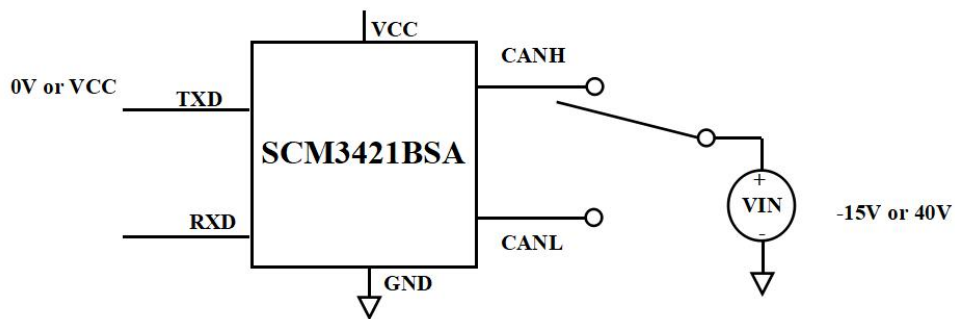 VCC
CANH
0V or VCC
TXD
SCM3421BSA
+
VIN
-15V or 40V
-
RXD
CANL
GND